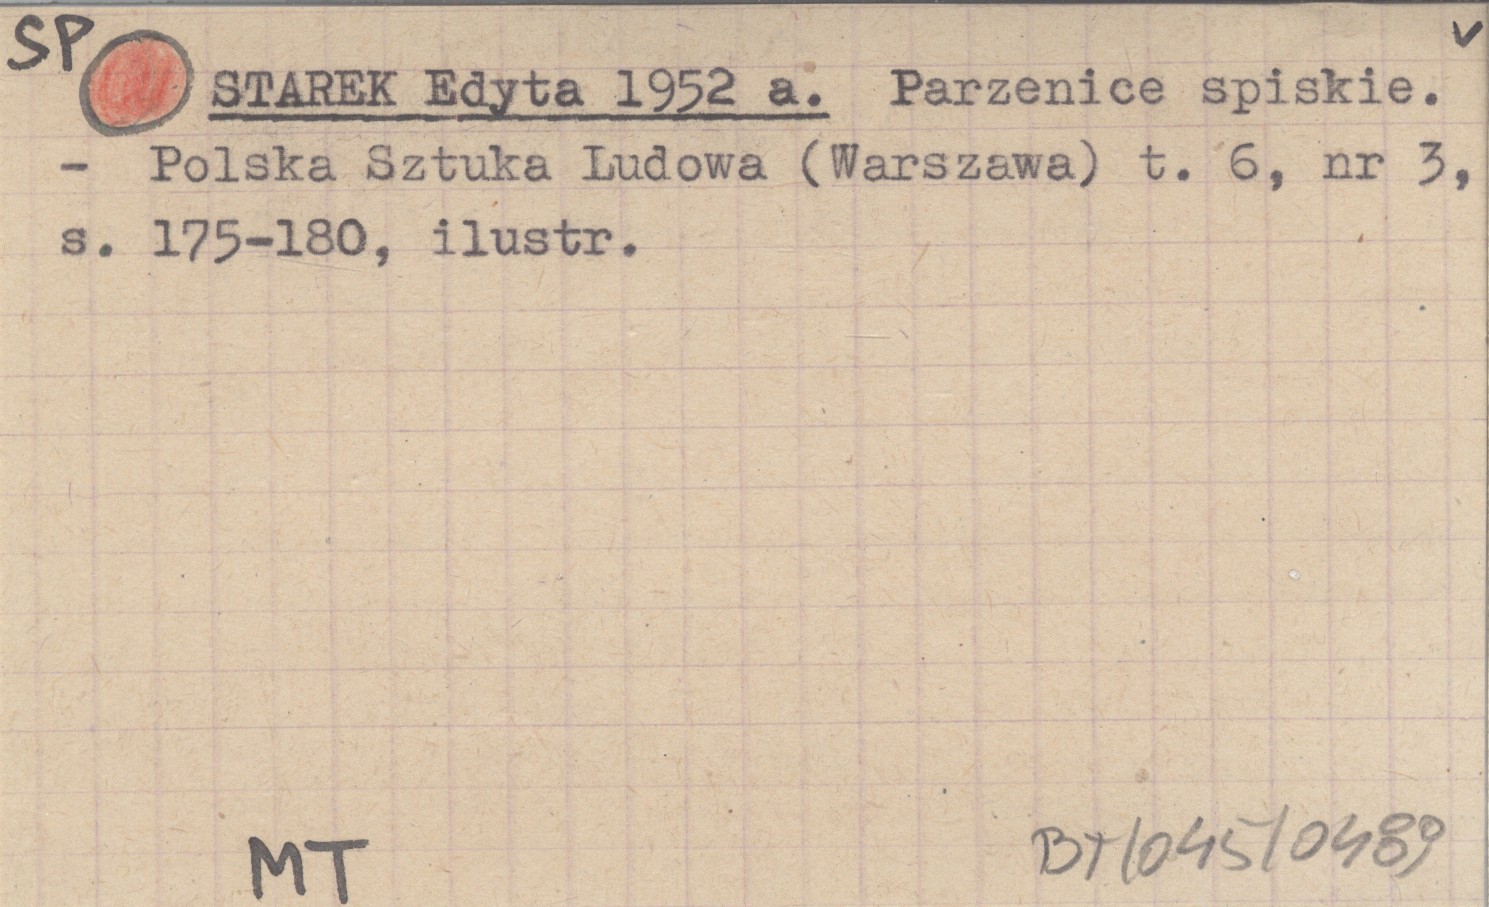 SP v
STAREK Edyta 1952 a. Parzenice spiskie.
- Polska Sztuka Ludowa (Warszawa) t. 6, nr 3,
s. 175-180, ilustr.
MT BT/045/0489